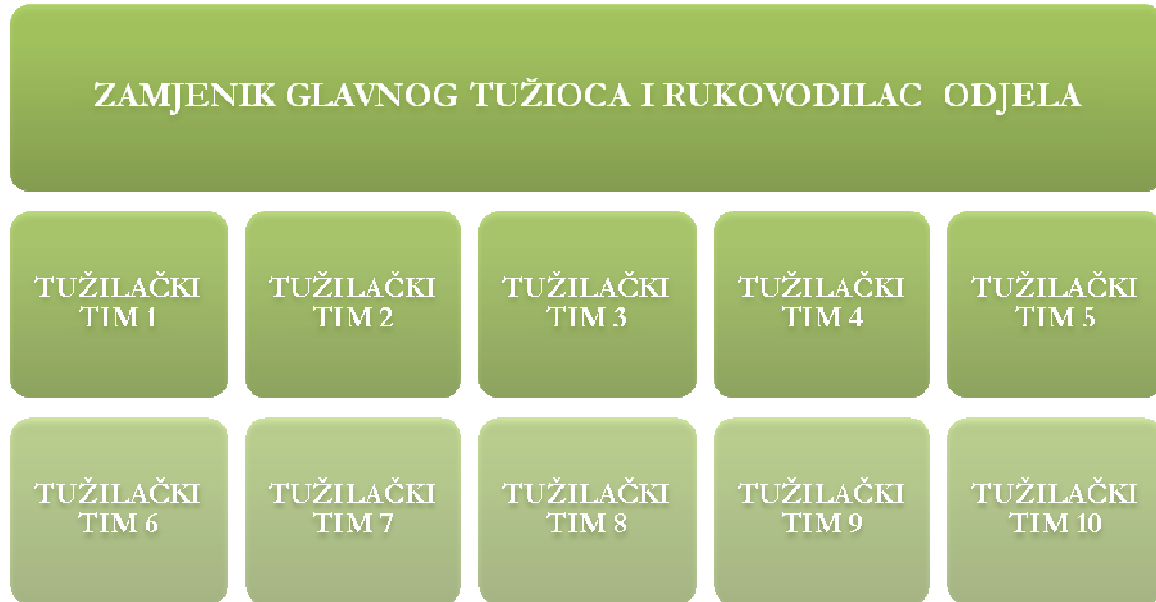 ZAMJENIK GLAVNOG TUŽIOCA I RUKOVODILAC ODJELA
TUŽILAČKI
TIM 1
TUŽILAČKI
TIM 2
TUŽILAČKI
TIM 3
TUŽILAČKI
TIM 4
TUŽILAČKI
TIM 5
TUŽILAČKI
TIM 6
TUŽILAČKI
TIM 7
TUŽILAČKI
TIM 8
TUŽILAČKI
TIM 9
TUŽILAČKI
TIM 10